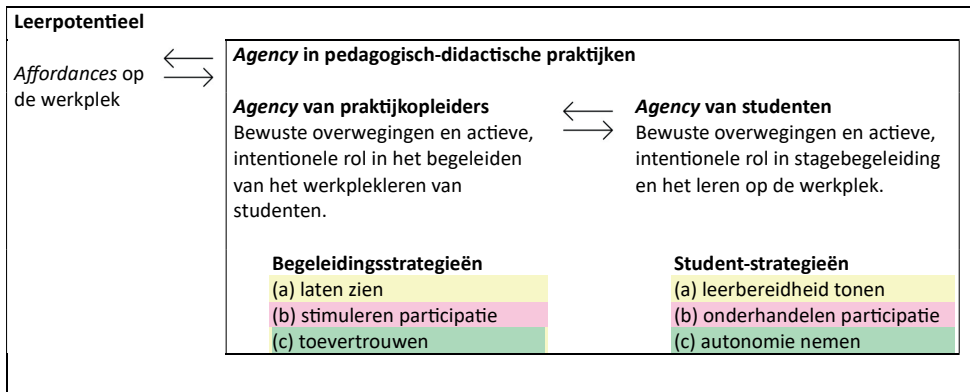 Leerpotentieel
Affordances op
de werkplek
Agency in pedagogisch-didactische praktijken
Agency van praktijkopleiders
Bewuste overwegingen en actieve,
intentionele rol in het begeleiden
van het werkplekleren van
studenten.
Agency van studenten
Bewuste overwegingen en actieve,
intentionele rol in stagebegeleiding
en het leren op de werkplek.
Begeleidingsstrategieën
(a) laten zien
(b) stimuleren participatie
(c) toevertrouwen
Student-strategieën
(a) leerbereidheid tonen
(b) onderhandelen participatie
(c) autonomie nemen